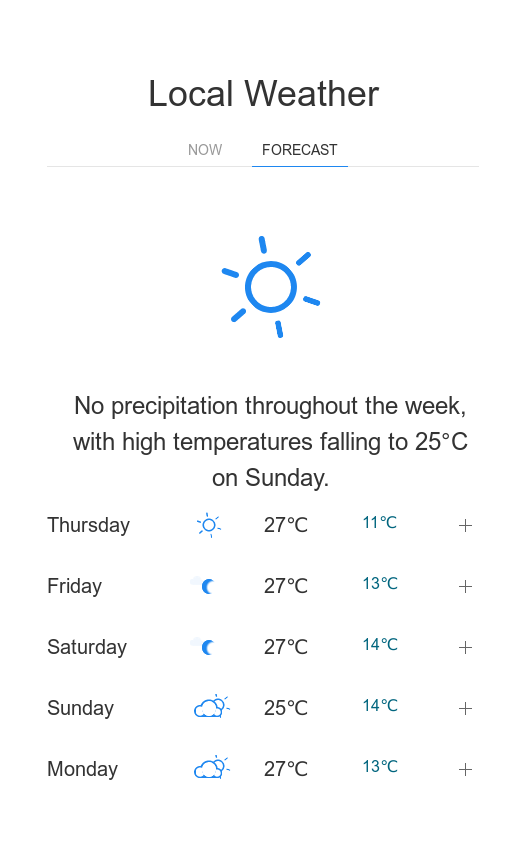 Local Weather
NOW FORECAST
No precipitation throughout the week,
with high temperatures falling to 25°C
on Sunday.
Thursday 27℃ 11℃ +
Friday 27℃ 13℃ +
Saturday 27℃ 14℃ +
Sunday 25℃ 14℃ +
Monday 27℃ 13℃ +